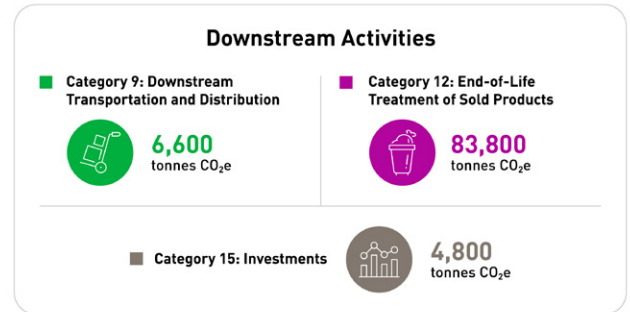 Downstream Activities
Category 9: Downstream
Transportation and Distribution
6,600
tonnes CO₂e
Category 12: End-of-Life
Treatment of Sold Products
83,800
tonnes CO₂e
Category 15: Investments
4,800
tonnes CO₂e